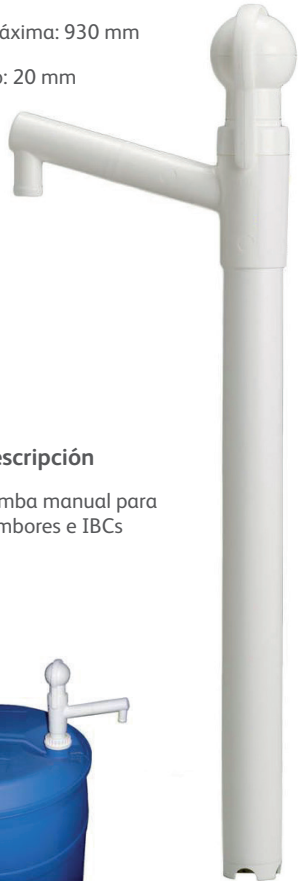 áxima: 930 mm
o: 20 mm
escripción
mba manual para
mbores e IBCs